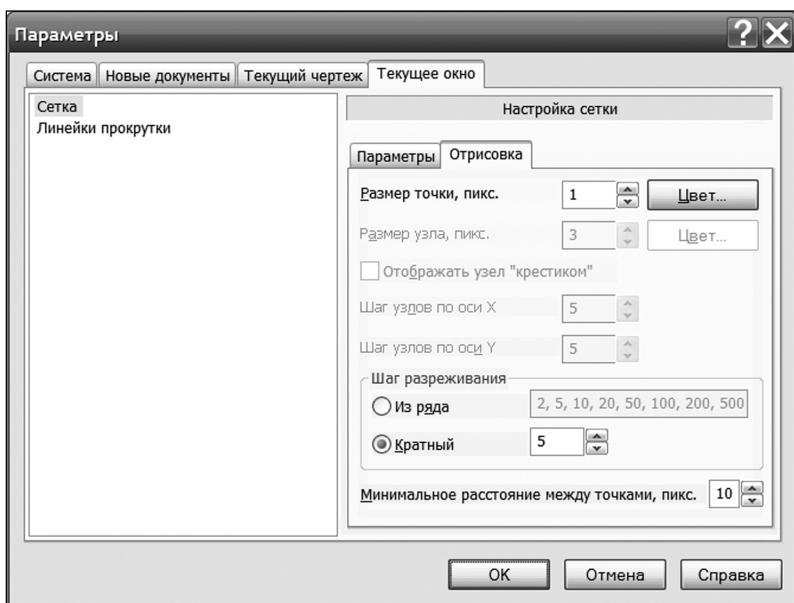 Параметры
Система Новые документы Текущий чертеж Текущее окно
Сетка
Линейки прокрутки
Настройка сетки
Параметры Отрисовка
Размер точки, пикс. 1 Цвет...
Размер узла, пикс. 3 Цвет...
Отображать узел "крестиком"
Шаг узлов по оси X 5
Шаг узлов по оси Y 5
Шаг разреживания
Из ряда 2, 5, 10, 20, 50, 100, 200, 500
Кратный 5
Минимальное расстояние между точками, пикс. 10
OK Отмена Справка